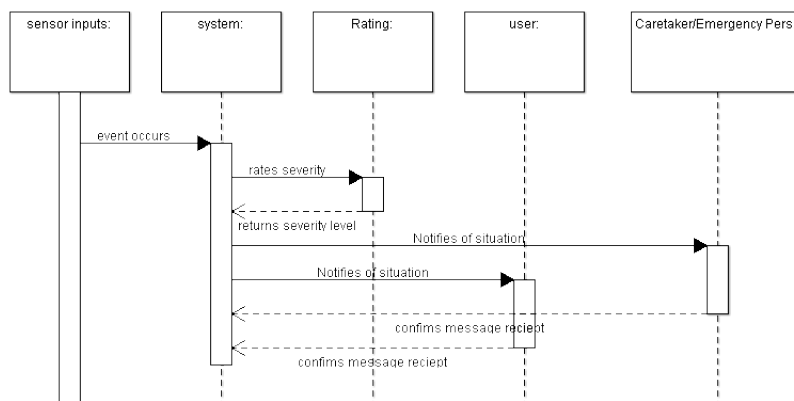 sensor inputs:
system:
Rating:
user:
Caretaker/Emergency Pers
event occurs
rates severity
returns severity level
Notifies of situation
Notifies of situation
confims message reciept
confims message reciept